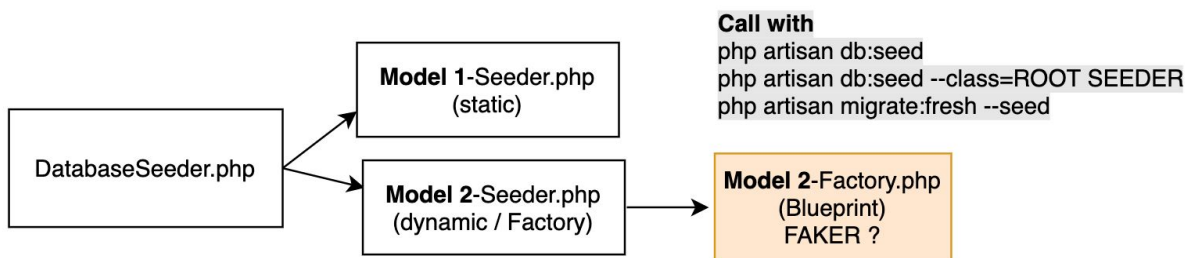 Call with
php artisan db:seed
php artisan db:seed --class=ROOT SEEDER
php artisan migrate:fresh --seed
Model 1-Seeder.php
(static)
DatabaseSeeder.php
Model 2-Seeder.php
(dynamic / Factory)
Model 2-Factory.php
(Blueprint)
FAKER ?